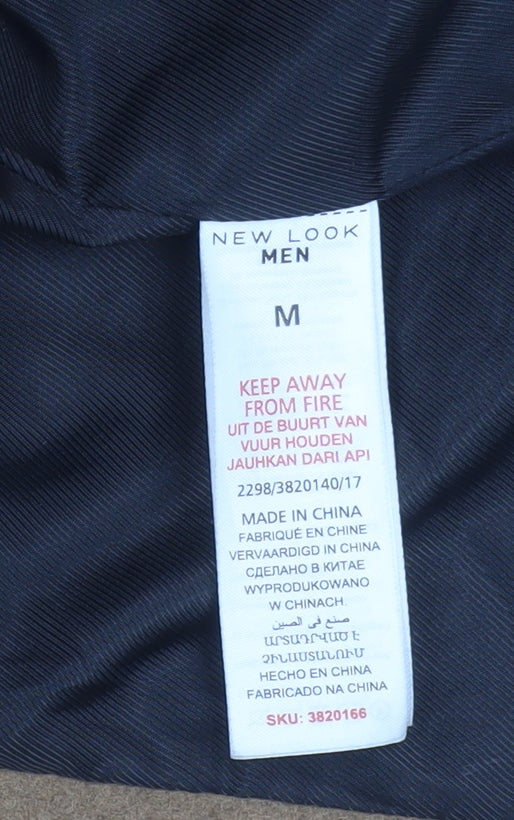 NEW LOOK
MEN
M
KEEP AWAY
FROM FIRE
UIT DE BUURT VAN
VUUR HOUDEN
JAUHKAN DARI API
2298/3820140/17
MADE IN CHINA
FABRIQUÉ EN CHINE
VERVAARDIGD IN CHINA
СДЕЛАНО В КИТАЕ
WYPRODUKOWANO
W CHINACH.
صنع في الصين
ԱՐՏԱԴՐՎԱԾ Է
ՉԻՆԱՍՏԱՆՈՒՄ
HECHO EN CHINA
FABRICADO NA CHINA
SKU: 3820166